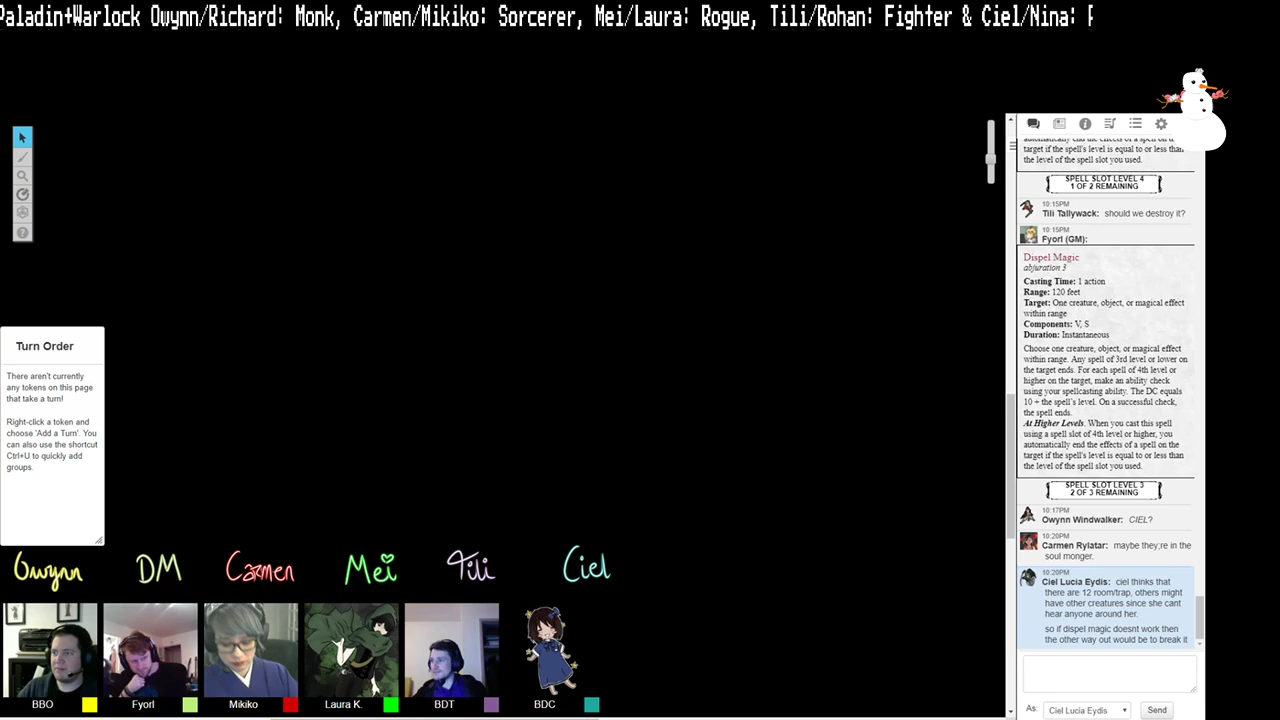 Paladin+Warlock Owynn/Richard: Monk, Carmen/Mikiko: Sorcerer, Mei/Laura: Rogue, Tili/Rohan: Fighter & Ciel/Nina:
automatically end the effects of a spell on a
target if the spell's level is equal to or less than
the level of the spell slot you used.
SPELL SLOT LEVEL 4
1 OF 2 REMAINING
10:15PM
Tili Tallywack: should we destroy it?
10:15PM
Fyorl (GM):
Dispel Magic
abjuration 3
Casting Time: 1 action
Range: 120 feet
Target: One creature, object, or magical effect
within range
Components: V, S
Duration: Instantaneous
Choose one creature, object, or magical effect
within range. Any spell of 3rd level or lower on
the target ends. For each spell of 4th level or
higher on the target, make an ability check
using your spellcasting ability. The DC equals
10 + the spell's level. On a successful check,
the spell ends.
At Higher Levels. When you cast this spell
using a spell slot of 4th level or higher, you
automatically end the effects of a spell on the
target if the spell's level is equal to or less than
the level of the spell slot you used.
SPELL SLOT LEVEL 3
2 OF 3 REMAINING
10:17PM
Owynn Windwalker: CIEL?
10:20PM
Carmen Rylatar: maybe they;re in the
soul monger.
10:20PM
Ciel Lucia Eydis: ciel thinks that
there are 12 room/trap, others might
have other creatures since she cant
hear anyone around her.
so if dispel magic doesnt work then
the other way out would be to break it
As: Ciel Lucia Eydis Send
Turn Order
There aren't currently
any tokens on this page
that take a turn!
Right-click a token and
choose 'Add a Turn'. You
can also use the shortcut
Ctrl+U to quickly add
groups.
Owynn DM Carmen Mei Tili Ciel
BBO Fyorl Mikiko Laura K. BDT BDC